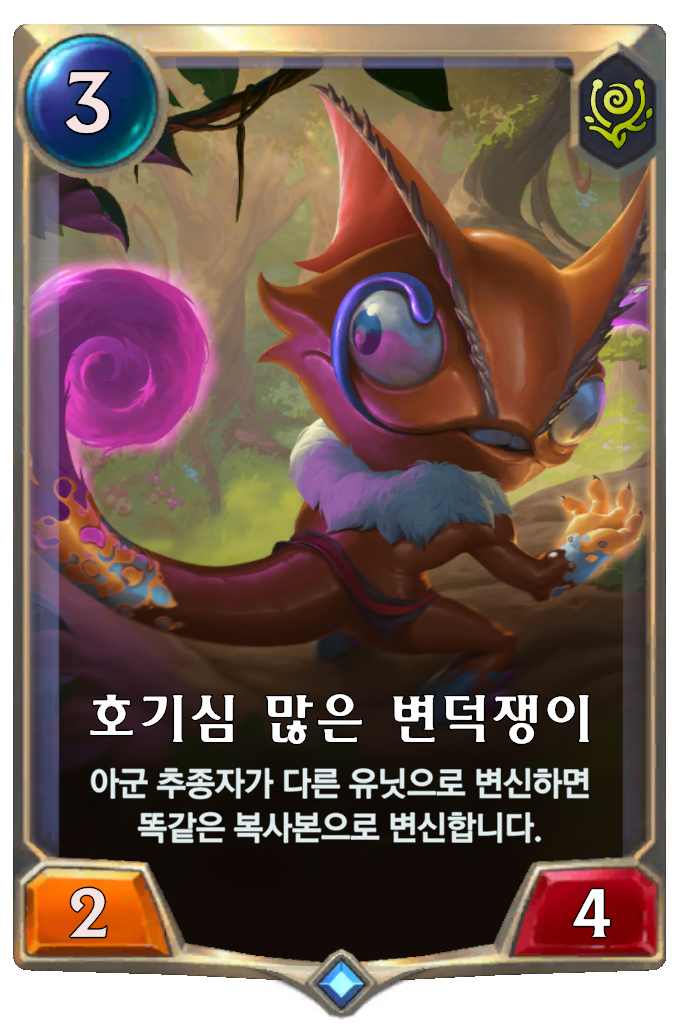 3
호기심 많은 변덕쟁이
아군 추종자가 다른 유닛으로 변신하면
똑같은 복사본으로 변신합니다.
2
4